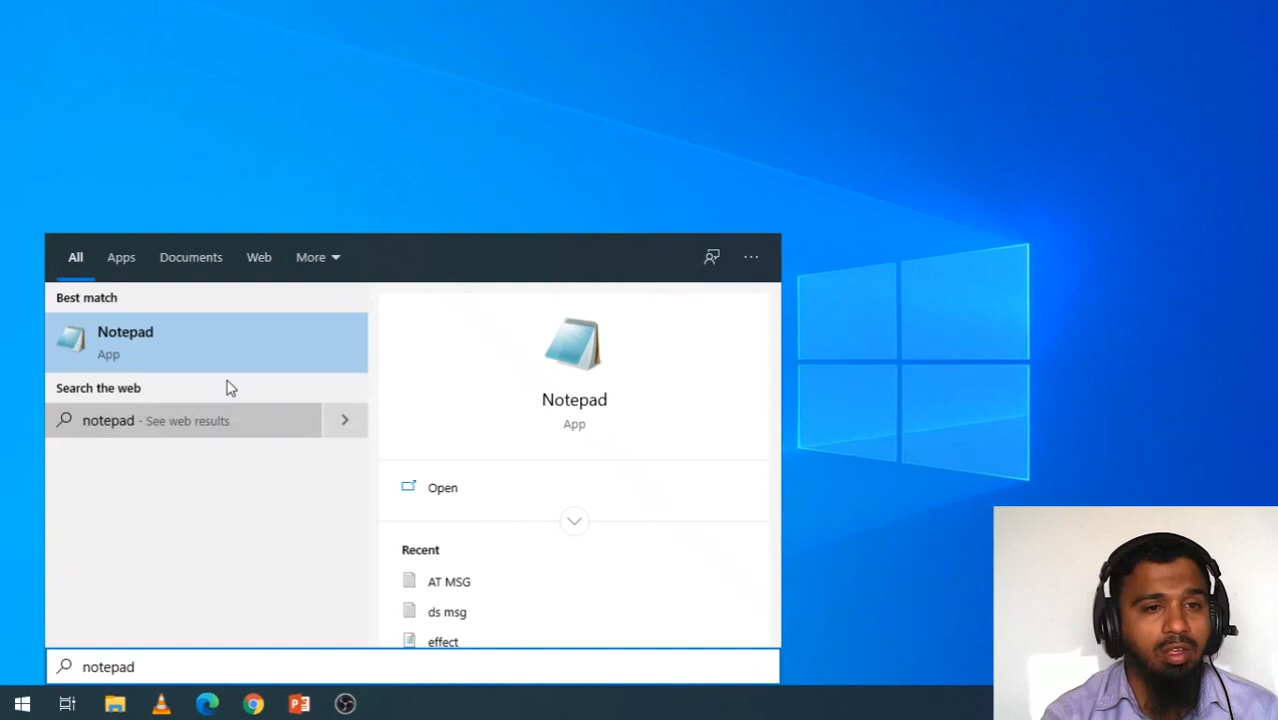 All Apps Documents Web More
Best match
Notepad
App
Search the web
notepad - See web results
Notepad
App
Open
Recent
AT MSG
ds msg
effect
notepad